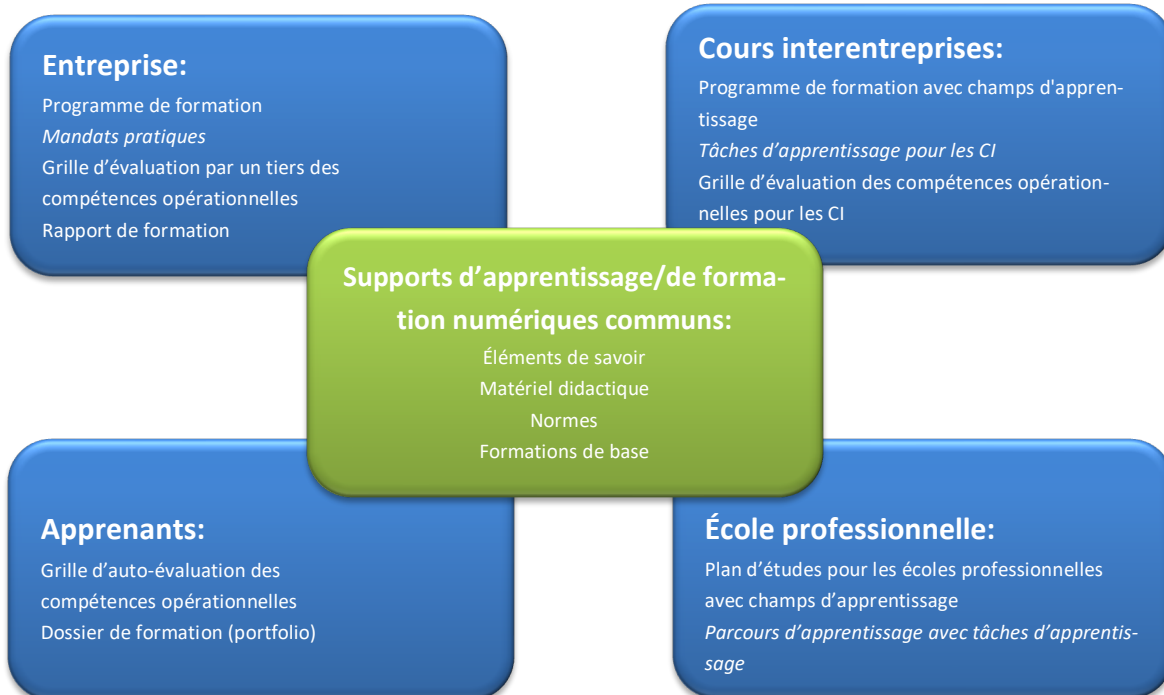 Entreprise:
Programme de formation
Mandats pratiques
Grille d’évaluation par un tiers des
compétences opérationnelles
Rapport de formation
Cours interentreprises:
Programme de formation avec champs d'appren-
tissage
Tâches d’apprentissage pour les CI
Grille d’évaluation des compétences opération-
nelles pour les CI
Supports d’apprentissage/de forma-
tion numériques communs:
Éléments de savoir
Matériel didactique
Normes
Formations de base
Apprenants:
Grille d’auto-évaluation des
compétences opérationnelles
Dossier de formation (portfolio)
École professionnelle:
Plan d’études pour les écoles professionnelles
avec champs d’apprentissage
Parcours d’apprentissage avec tâches d’apprentis-
sage